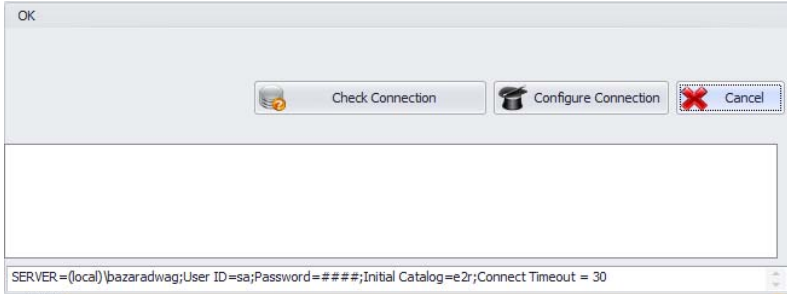 OK
Check Connection
Configure Connection
Cancel
SERVER=(local)\bazaradwag;User ID=sa;Password=####;Initial Catalog=e2r;Connect Timeout = 30